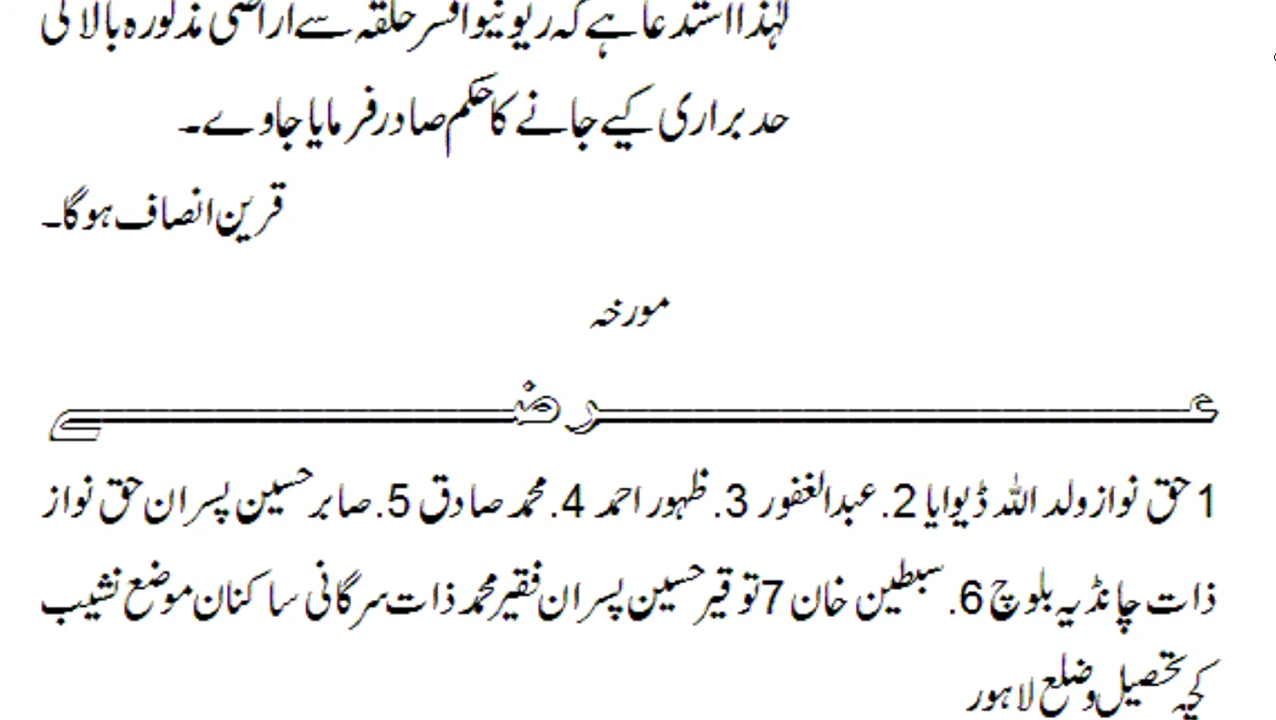 لہٰذا استدعا ہے کہ ریونیو افسر حلقہ سے اراضی مذکورہ بالا کی
حد براری کیے جانے کا حکم صادر فرمایا جاوے۔
قرین انصاف ہوگا۔
مورخہ
عــــــرضــــــے
1 حق نواز ولد اللہ ڈیوایا 2. عبدالغفور 3. ظہور احمد 4. محمد صادق 5. صابر حسین پسران حق نواز
ذات چانڈیہ بلوچ 6. سبطین خان 7 توقیر حسین پسران فقیر محمد ذات سرگانی ساکنان موضع نشیب
کچہ تحصیل و ضلع لاہور